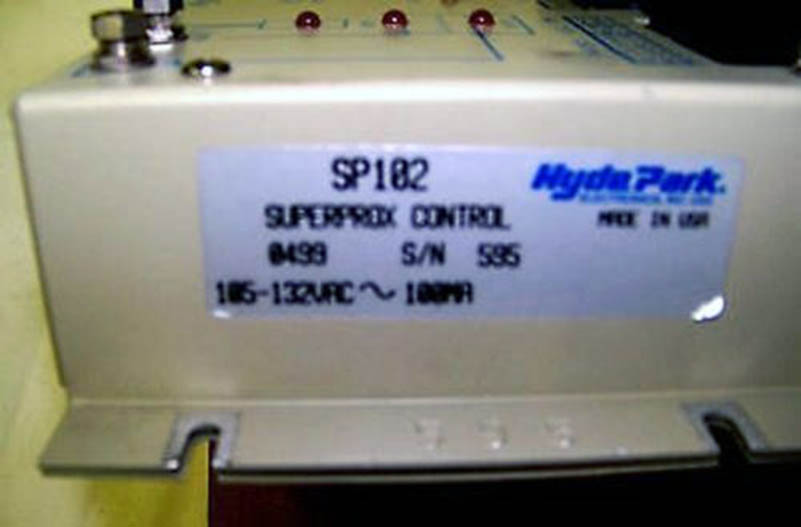 SP102
Hyde Park.
SUPERPROX CONTROL
MADE IN USA
0499 S/N 595
105-132VAC ~ 100MA